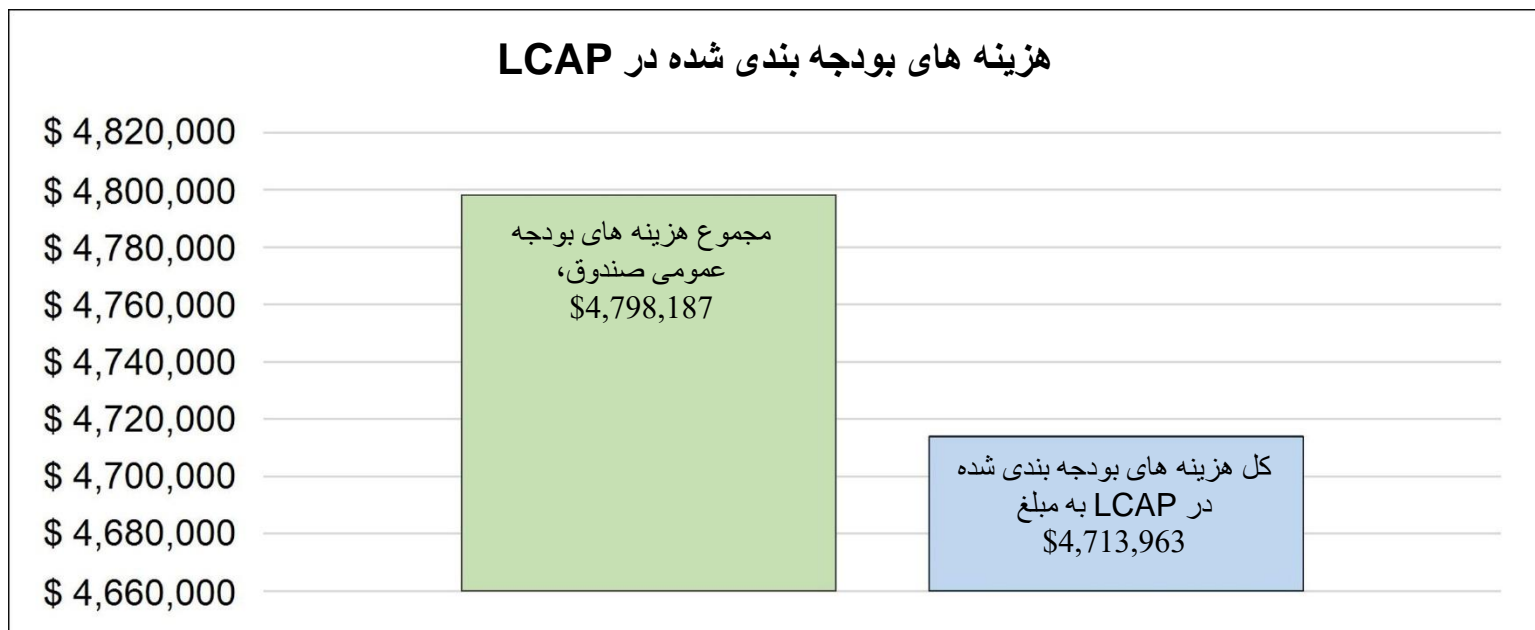 هزینه های بودجه بندی شده در LCAP
$ 4,820,000
$ 4,800,000
$ 4,780,000
$ 4,760,000
$ 4,740,000
$ 4,720,000
$ 4,700,000
$ 4,680,000
$ 4,660,000
مجموع هزینه های بودجه
عمومی صندوق،
$4,798,187
کل هزینه های بودجه بندی شده
در LCAP به مبلغ
$4,713,963